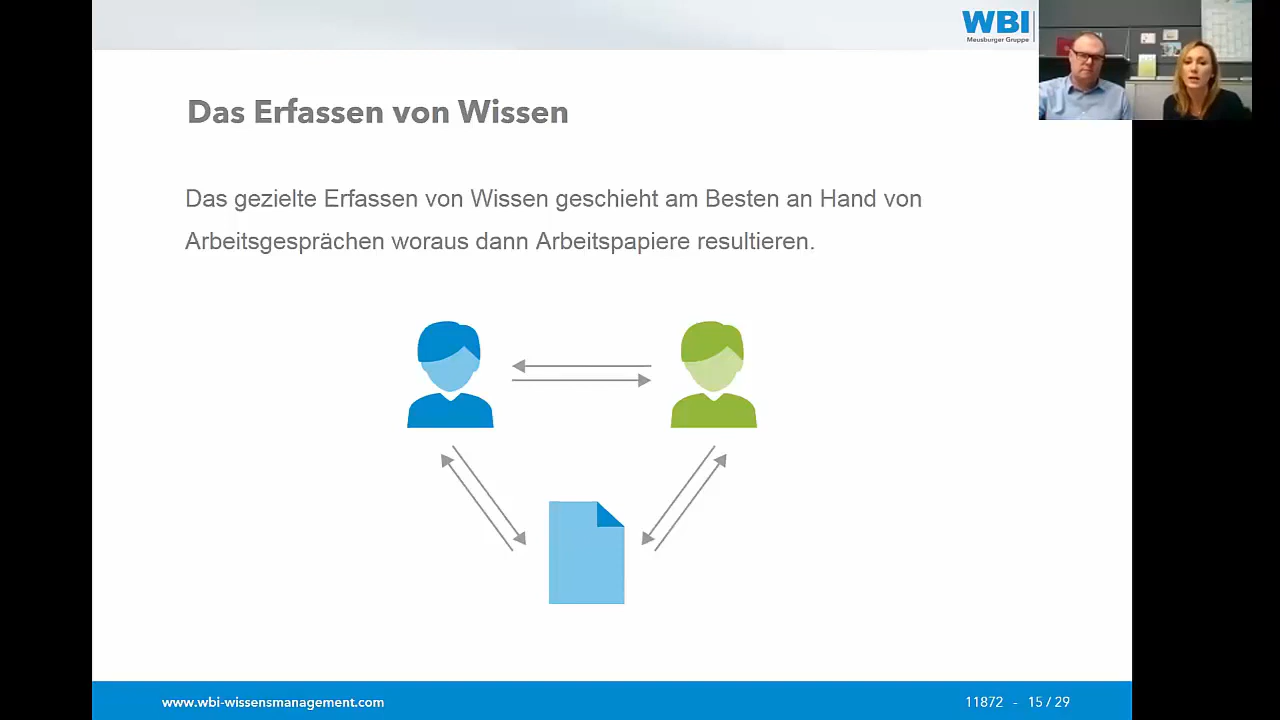 WBI
Meusburger Gruppe
Das Erfassen von Wissen
Das gezielte Erfassen von Wissen geschieht am Besten an Hand von
Arbeitsgesprächen woraus dann Arbeitspapiere resultieren.
www.wbi-wissensmanagement.com
11872 - 15 / 29